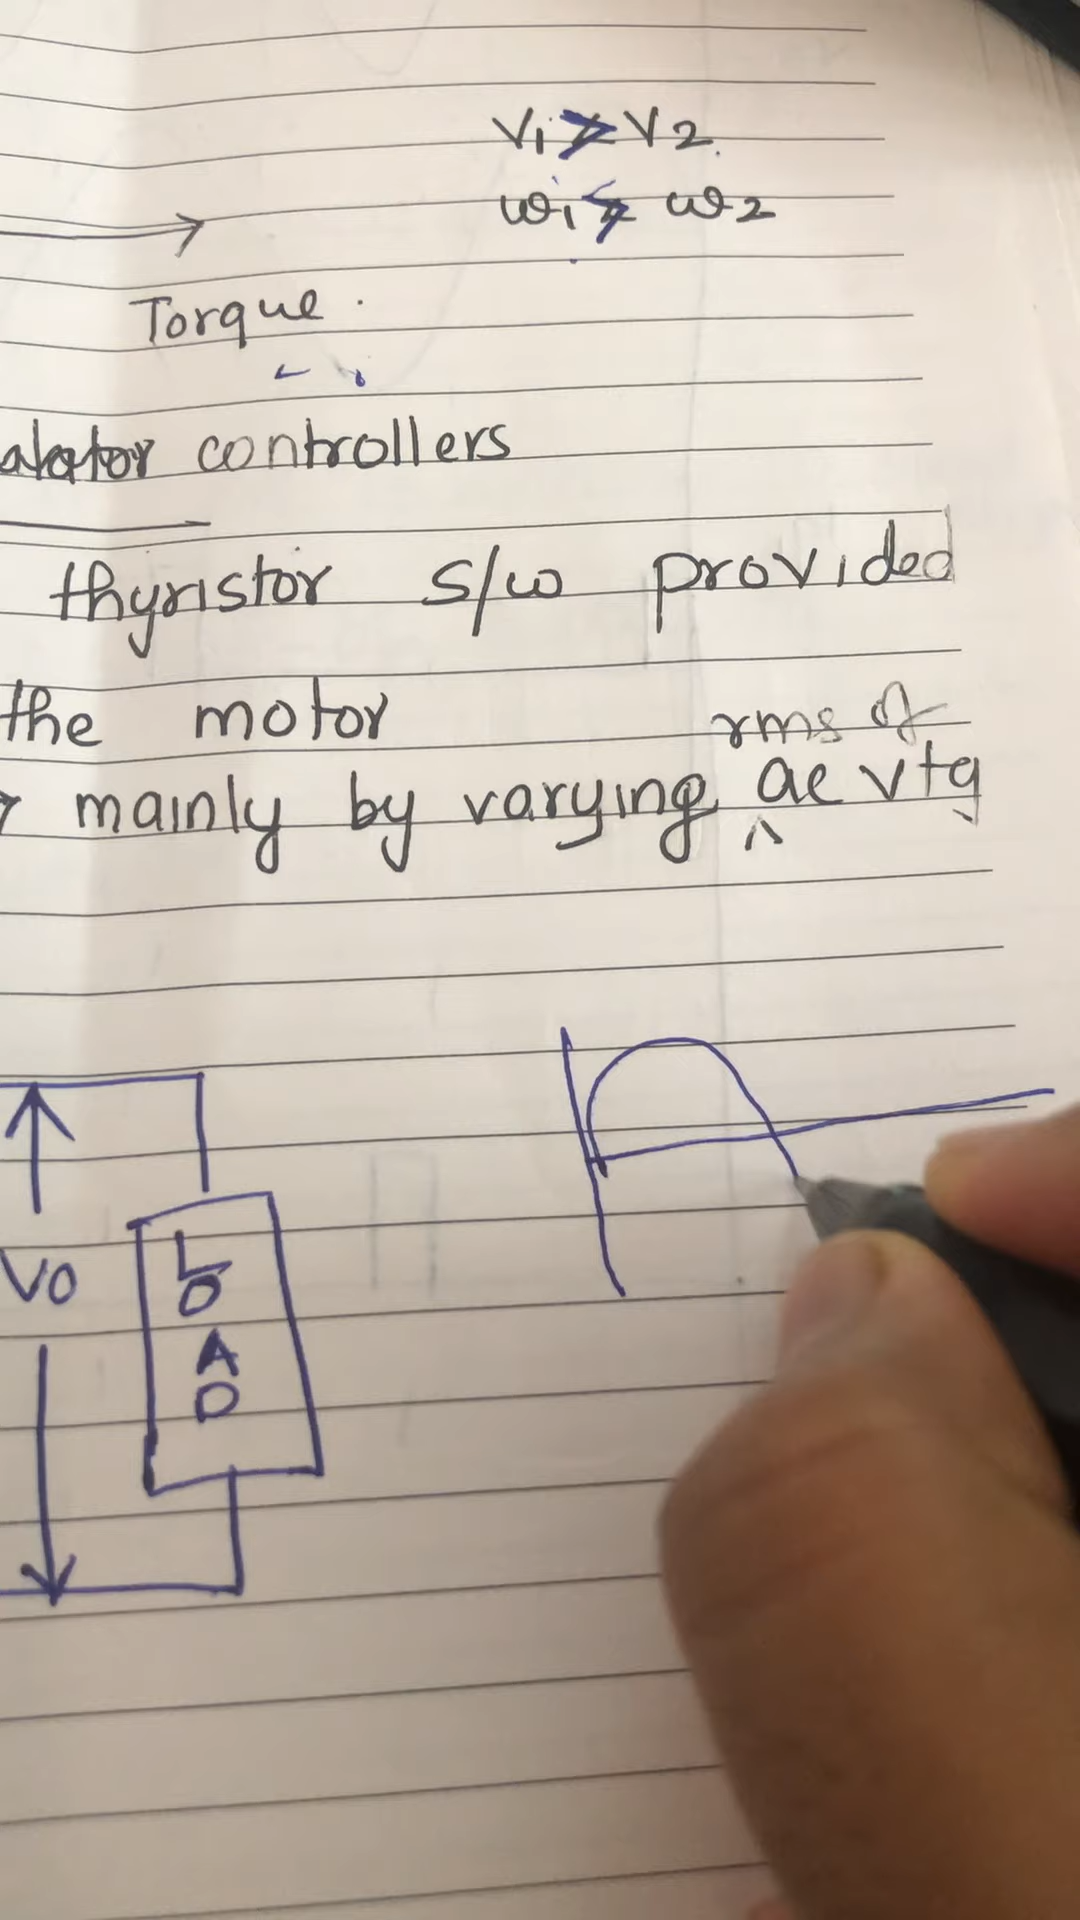 V1 > V2
ω1 > ω2
Torque
controllers
thyristor s/w provided
the motor
rms of
mainly by varying ^ ac vtg
Vo
LOAD